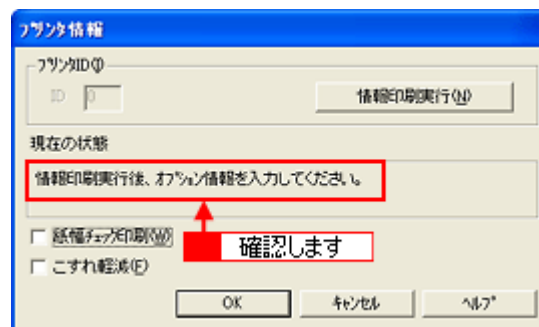 プリンタ情報
プリンタID(I)
ID 0
情報印刷実行(N)
現在の状態
情報印刷実行後、オプション情報を入力してください。
紙幅チェック印刷(W)
確認します
こすれ軽減(F)
OK キャンセル ヘルプ